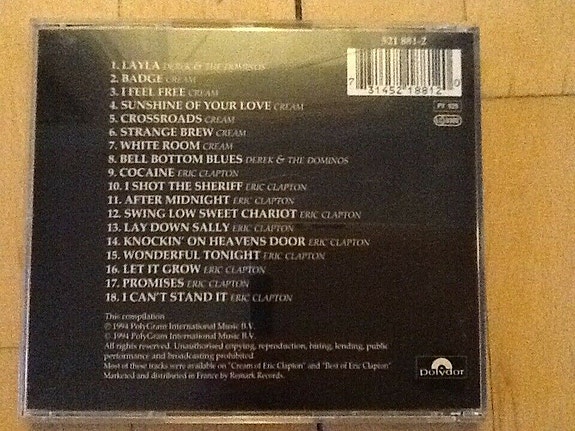 521 881-2
1. LAYLA DEREK & THE DOMINOS
2. BADGE CREAM
3. I FEEL FREE CREAM
4. SUNSHINE OF YOUR LOVE CREAM
5. CROSSROADS CREAM
6. STRANGE BREW CREAM
7. WHITE ROOM CREAM
8. BELL BOTTOM BLUES DEREK & THE DOMINOS
9. COCAINE ERIC CLAPTON
10. I SHOT THE SHERIFF ERIC CLAPTON
11. AFTER MIDNIGHT ERIC CLAPTON
12. SWING LOW SWEET CHARIOT ERIC CLAPTON
13. LAY DOWN SALLY ERIC CLAPTON
14. KNOCKIN' ON HEAVENS DOOR ERIC CLAPTON
15. WONDERFUL TONIGHT ERIC CLAPTON
16. LET IT GROW ERIC CLAPTON
17. PROMISES ERIC CLAPTON
18. I CAN'T STAND IT ERIC CLAPTON
7 31452 18812 0
This compilation
℗ 1994 PolyGram International Music B.V.
© 1994 PolyGram International Music B.V.
All rights reserved. Unauthorised copying, reproduction, hiring, lending, public
performance and broadcasting prohibited
Most of these tracks were available on "Cream of Eric Clapton" and "Best of Eric Clapton"
Marketed and distributed in France by Remark Records.
Polydor